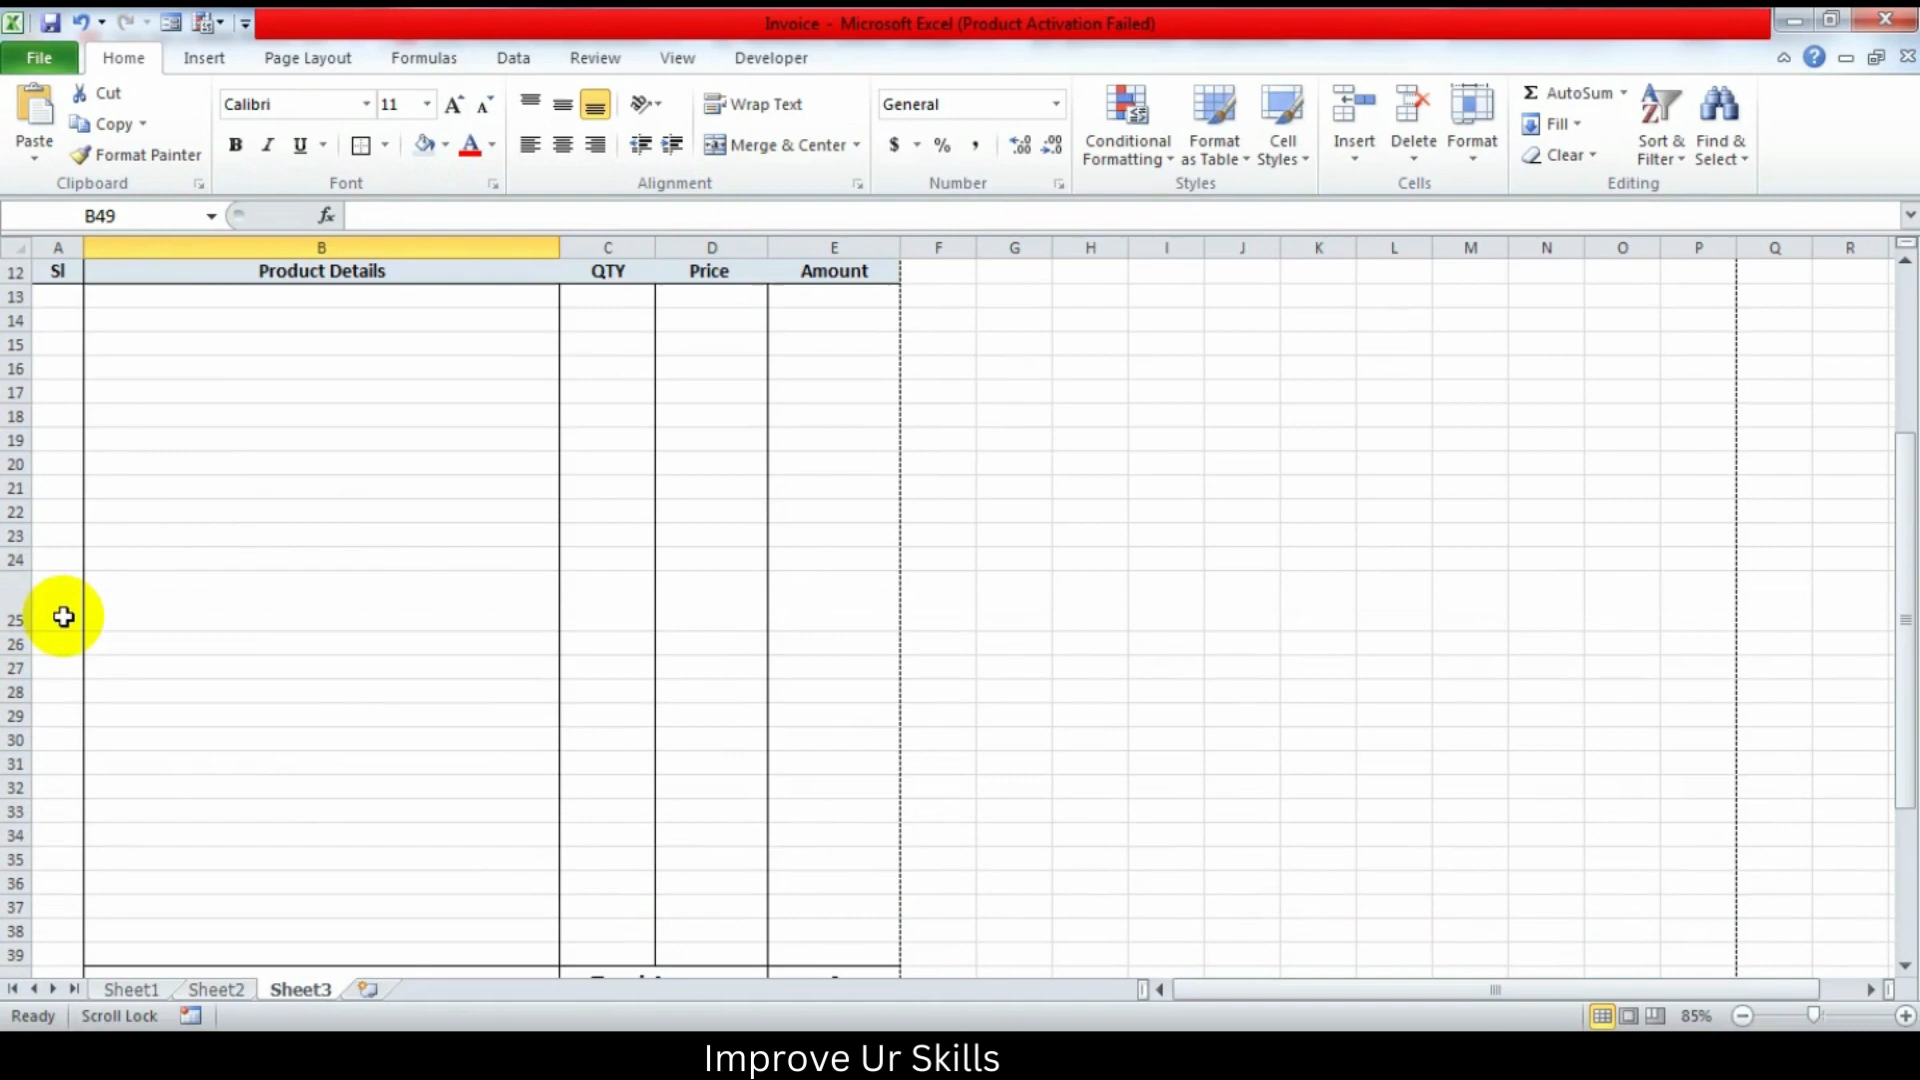 Invoice - Microsoft Excel (Product Activation Failed)
File Home Insert Page Layout Formulas Data Review View Developer
Paste
Cut
Copy
Format Painter
Clipboard
Calibri 11
B I U A
Font
Wrap Text
Merge & Center
Alignment
General
$ % ,
Number
Conditional Formatting
Format as Table
Cell Styles
Styles
Insert Delete Format
Cells
Σ AutoSum
Fill
Clear
Sort & Filter
Find & Select
Editing
B49 fx
A B C D E F G H I J K L M N O P Q R
12 Sl Product Details QTY Price Amount
13
14
15
16
17
18
19
20
21
22
23
24
25
26
27
28
29
30
31
32
33
34
35
36
37
38
39
Sheet1 Sheet2 Sheet3
Ready Scroll Lock 85%
Improve Ur Skills